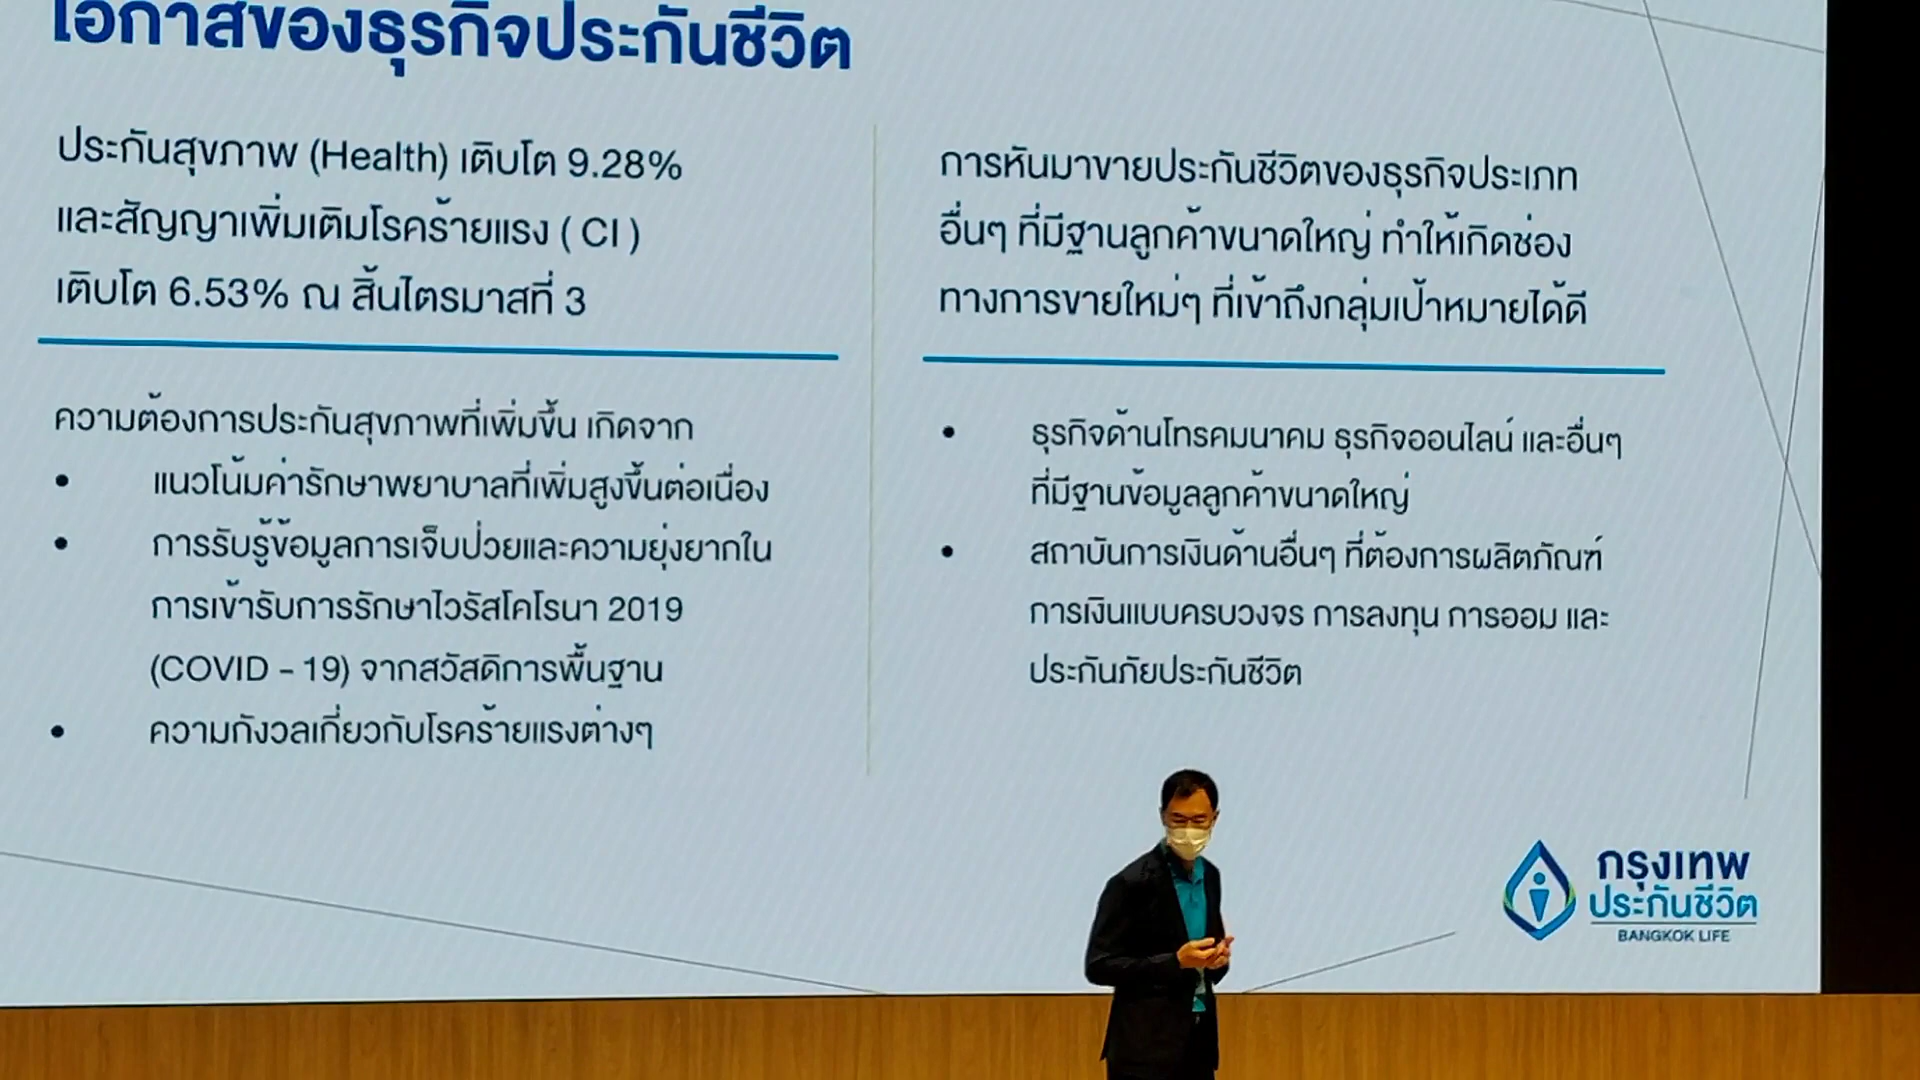 โอกาสของธุรกิจประกันชีวิต
ประกันสุขภาพ (Health) เติบโต 9.28%
และสัญญาเพิ่มเติมโรคร้ายแรง ( CI )
เติบโต 6.53% ณ สิ้นไตรมาสที่ 3
ความต้องการประกันสุขภาพที่เพิ่มขึ้น เกิดจาก
• แนวโน้มค่ารักษาพยาบาลที่เพิ่มสูงขึ้นต่อเนื่อง
• การรับรู้ข้อมูลการเจ็บป่วยและความยุ่งยากใน
การเข้ารับการรักษาไวรัสโคโรนา 2019
(COVID - 19) จากสวัสดิการพื้นฐาน
• ความกังวลเกี่ยวกับโรคร้ายแรงต่างๆ
การหันมาขายประกันชีวิตของธุรกิจประเภท
อื่นๆ ที่มีฐานลูกค้าขนาดใหญ่ ทำให้เกิดช่อง
ทางการขายใหม่ๆ ที่เข้าถึงกลุ่มเป้าหมายได้ดี
• ธุรกิจด้านโทรคมนาคม ธุรกิจออนไลน์ และอื่นๆ
ที่มีฐานข้อมูลลูกค้าขนาดใหญ่
• สถาบันการเงินด้านอื่นๆ ที่ต้องการผลิตภัณฑ์
การเงินแบบครบวงจร การลงทุน การออม และ
ประกันภัยประกันชีวิต
กรุงเทพ
ประกันชีวิต
BANGKOK LIFE